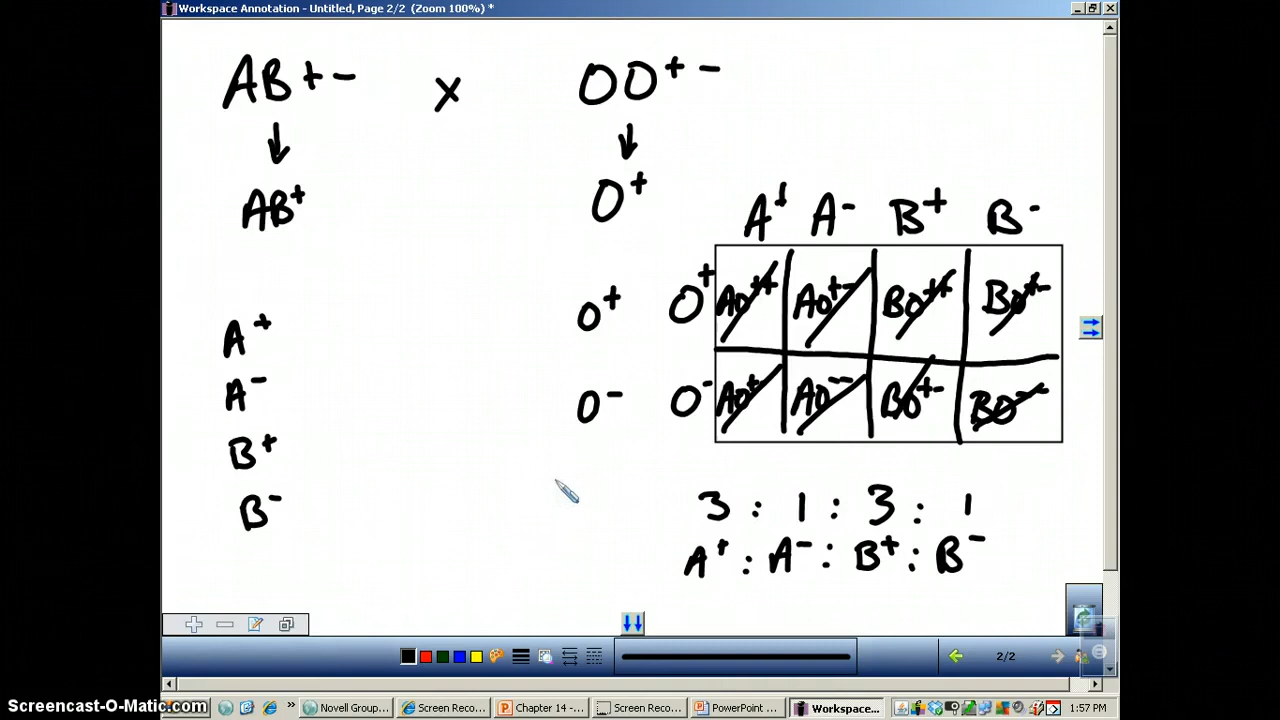 Workspace Annotation - Untitled, Page 2/2 (Zoom 100%) *
AB+- x OO+-
AB+ O+
A+ A- B+ B-
O+ O+ AO++ AO+- BO++ BO+-
O- O- AO+ AO-- BO+- BO--
A+
A-
B+
B-
3 : 1 : 3 : 1
A+ : A- : B+ : B-
2/2
Screencast-O-Matic.com
» Novell Group... Screen Reco... Chapter 14 -... Screen Reco... PowerPoint ... Workspace... 1:57 PM